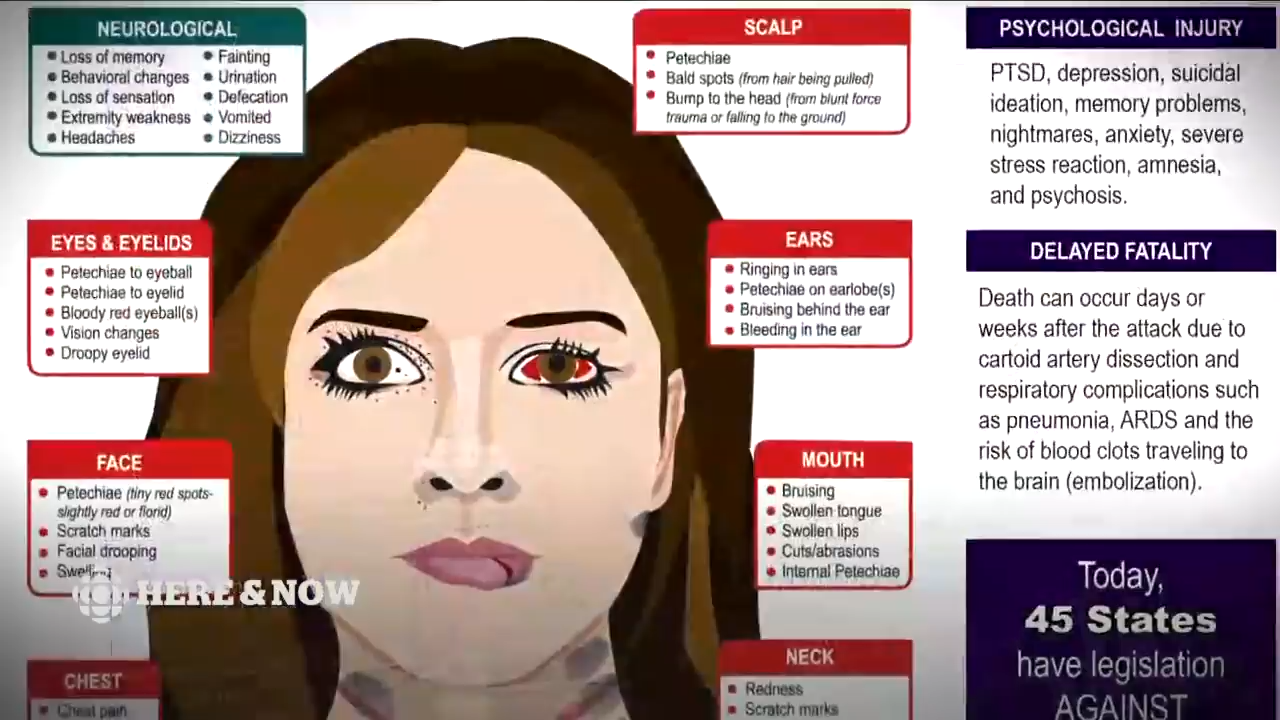 NEUROLOGICAL
Loss of memory
Behavioral changes
Loss of sensation
Extremity weakness
Headaches
Fainting
Urination
Defecation
Vomited
Dizziness
SCALP
Petechiae
Bald spots (from hair being pulled)
Bump to the head (from blunt force
trauma or falling to the ground)
PSYCHOLOGICAL INJURY
PTSD, depression, suicidal
ideation, memory problems,
nightmares, anxiety, severe
stress reaction, amnesia,
and psychosis.
EYES & EYELIDS
Petechiae to eyeball
Petechiae to eyelid
Bloody red eyeball(s)
Vision changes
Droopy eyelid
EARS
Ringing in ears
Petechiae on earlobe(s)
Bruising behind the ear
Bleeding in the ear
DELAYED FATALITY
Death can occur days or
weeks after the attack due to
cartoid artery dissection and
respiratory complications such
as pneumonia, ARDS and the
risk of blood clots traveling to
the brain (embolization).
FACE
Petechiae (tiny red spots-
slightly red or florid)
Scratch marks
Facial drooping
Swelling
HERE & NOW
MOUTH
Bruising
Swollen tongue
Swollen lips
Cuts/abrasions
Internal Petechiae
CHEST
Chest pain
NECK
Redness
Scratch marks
Today,
45 States
have legislation
AGAINST